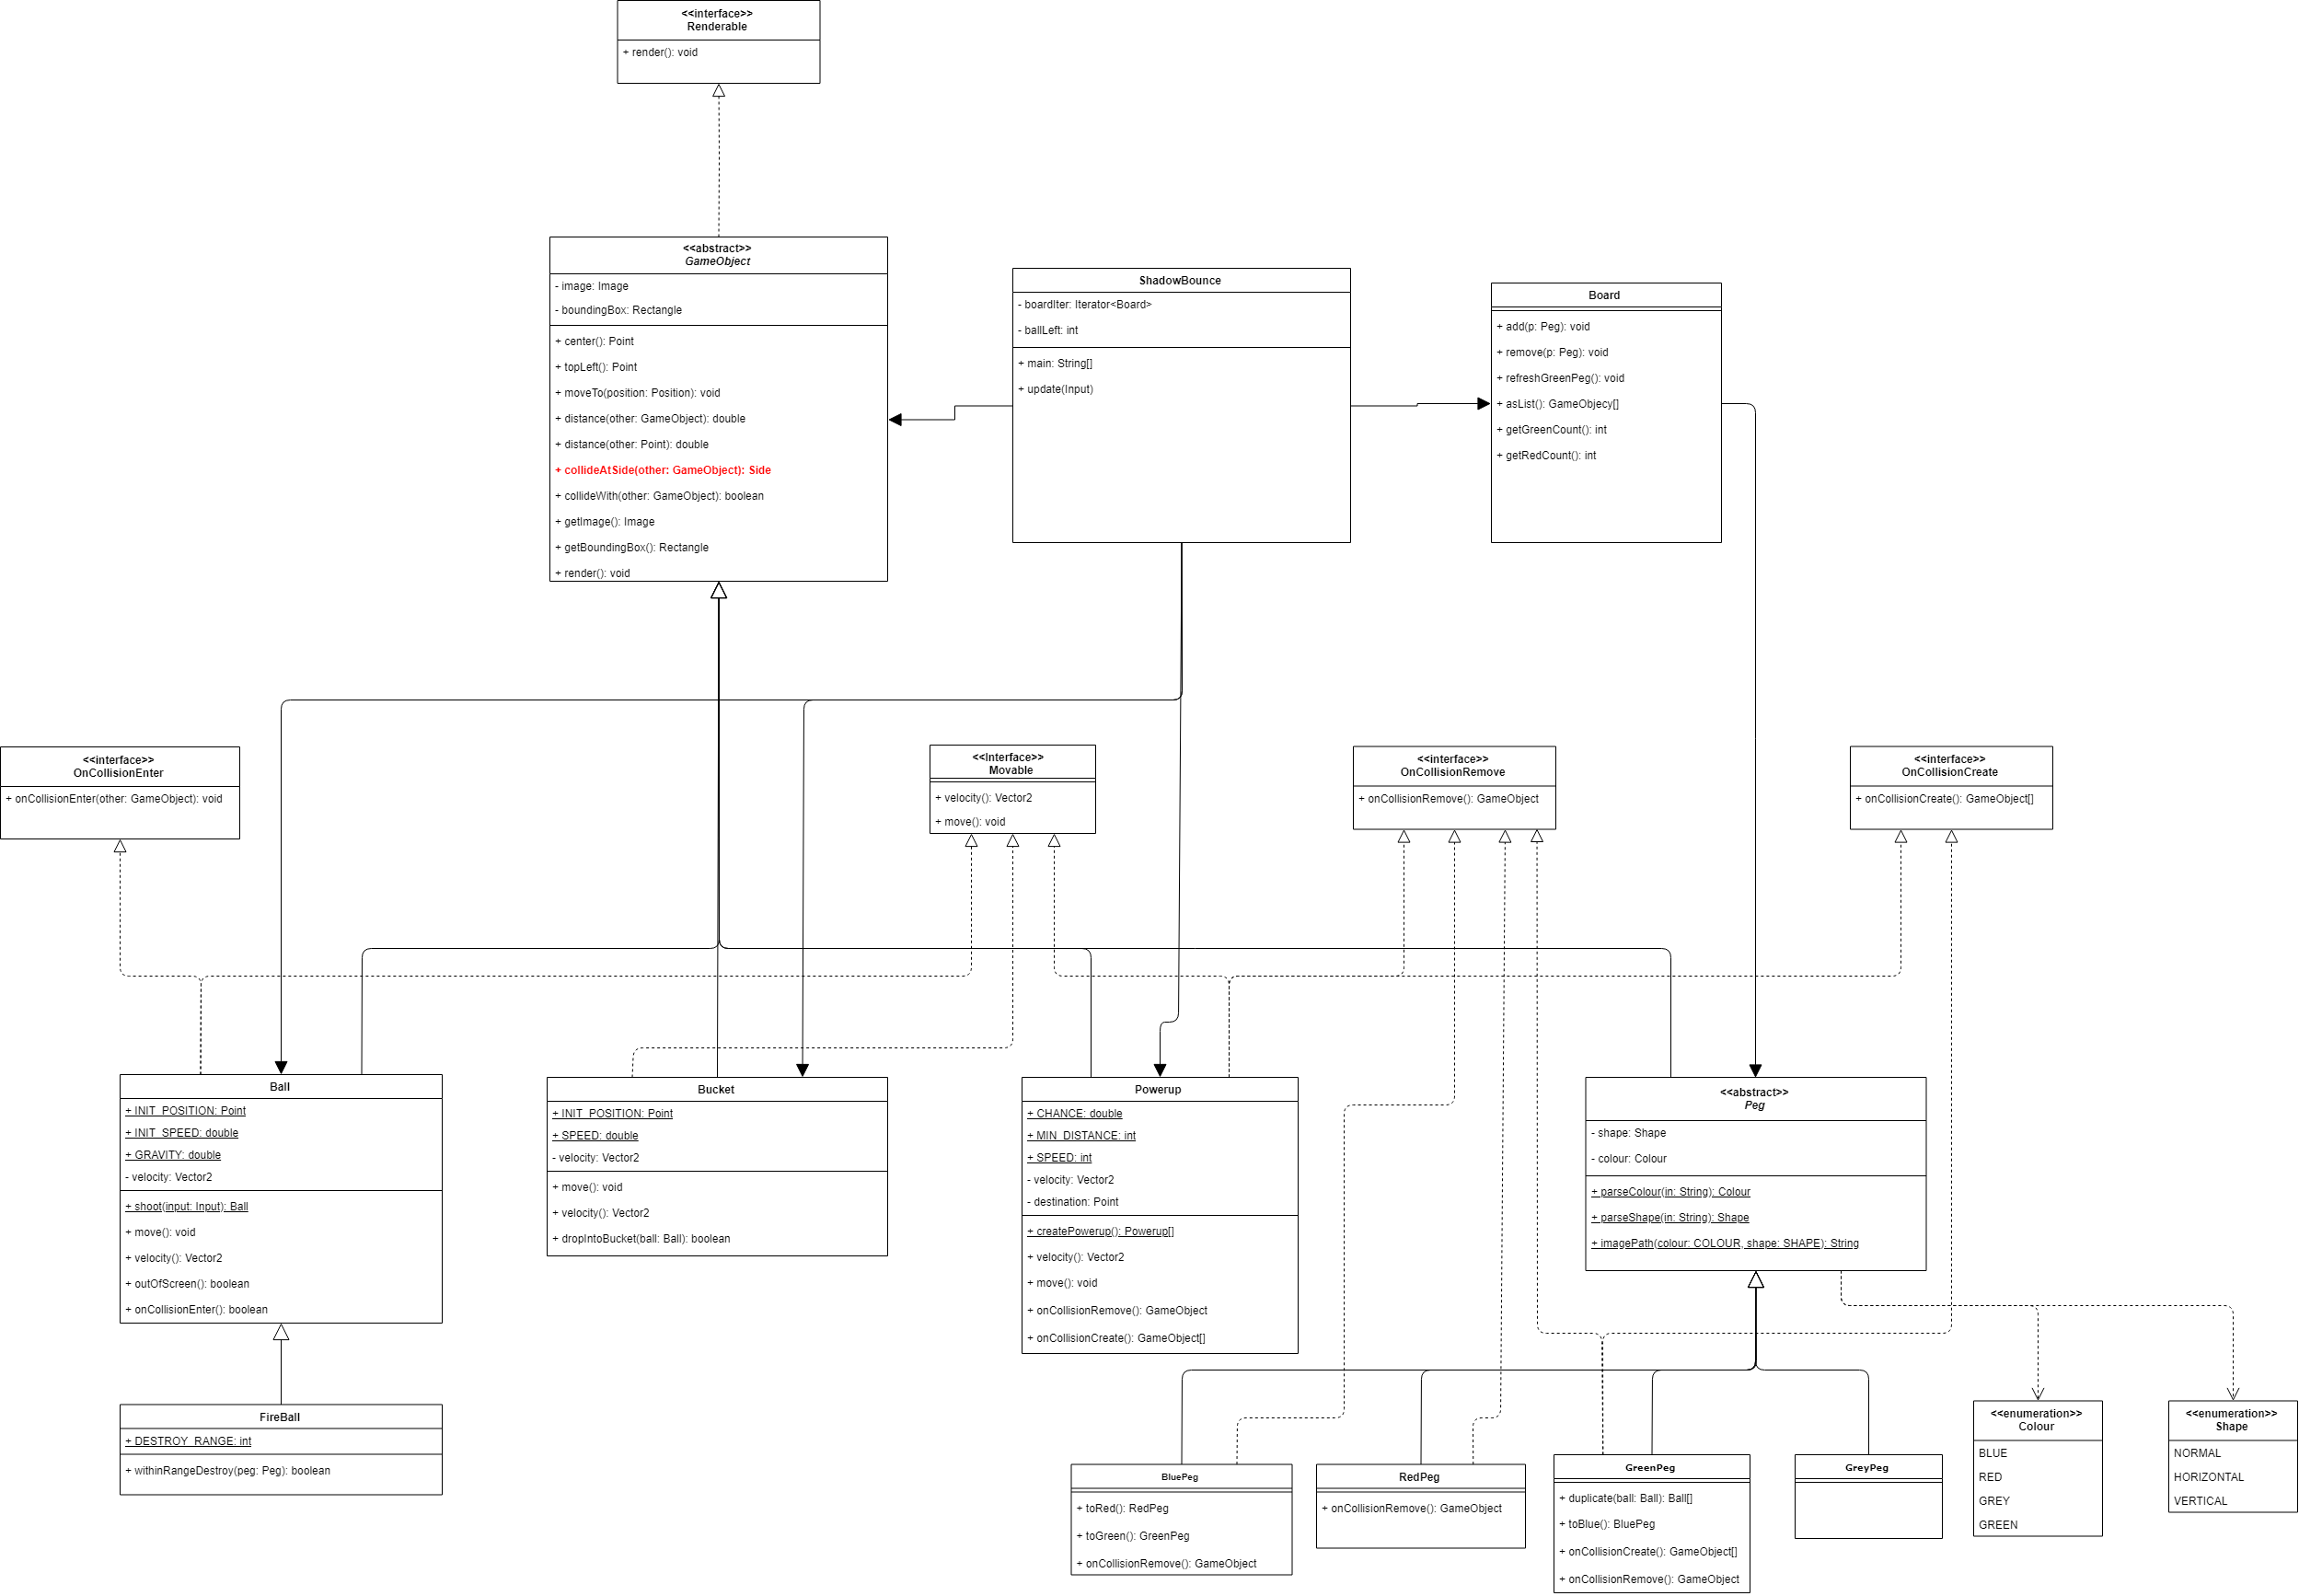 <<interface>>
Renderable
+ render(): void
<<abstract>>
GameObject
- image: Image
- boundingBox: Rectangle
+ center(): Point
+ topLeft(): Point
+ moveTo(position: Position): void
+ distance(other: GameObject): double
+ distance(other: Point): double
+ collideAtSide(other: GameObject): Side
+ collideWith(other: GameObject): boolean
+ getImage(): Image
+ getBoundingBox(): Rectangle
+ render(): void
ShadowBounce
- boardIter: Iterator<Board>
- ballLeft: int
+ main: String[]
+ update(Input)
Board
+ add(p: Peg): void
+ remove(p: Peg): void
+ refreshGreenPeg(): void
+ asList(): GameObjecy[]
+ getGreenCount(): int
+ getRedCount(): int
<<interface>>
OnCollisionEnter
+ onCollisionEnter(other: GameObject): void
<<Interface>>
Movable
+ velocity(): Vector2
+ move(): void
<<interface>>
OnCollisionRemove
+ onCollisionRemove(): GameObject
<<interface>>
OnCollisionCreate
+ onCollisionCreate(): GameObject[]
Ball
+ INIT_POSITION: Point
+ INIT_SPEED: double
+ GRAVITY: double
- velocity: Vector2
+ shoot(input: Input): Ball
+ move(): void
+ velocity(): Vector2
+ outOfScreen(): boolean
+ onCollisionEnter(): boolean
Bucket
+ INIT_POSITION: Point
+ SPEED: double
- velocity: Vector2
+ move(): void
+ velocity(): Vector2
+ dropIntoBucket(ball: Ball): boolean
Powerup
+ CHANCE: double
+ MIN_DISTANCE: int
+ SPEED: int
- velocity: Vector2
- destination: Point
+ createPowerup(): Powerup[]
+ velocity(): Vector2
+ move(): void
+ onCollisionRemove(): GameObject
+ onCollisionCreate(): GameObject[]
<<abstract>>
Peg
- shape: Shape
- colour: Colour
+ parseColour(in: String): Colour
+ parseShape(in: String): Shape
+ imagePath(colour: COLOUR, shape: SHAPE): String
FireBall
+ DESTROY_RANGE: int
+ withinRangeDestroy(peg: Peg): boolean
BluePeg
+ toRed(): RedPeg
+ toGreen(): GreenPeg
+ onCollisionRemove(): GameObject
RedPeg
+ onCollisionRemove(): GameObject
GreenPeg
+ duplicate(ball: Ball): Ball[]
+ toBlue(): BluePeg
+ onCollisionCreate(): GameObject[]
+ onCollisionRemove(): GameObject
GreyPeg
<<enumeration>>
Colour
BLUE
RED
GREY
GREEN
<<enumeration>>
Shape
NORMAL
HORIZONTAL
VERTICAL